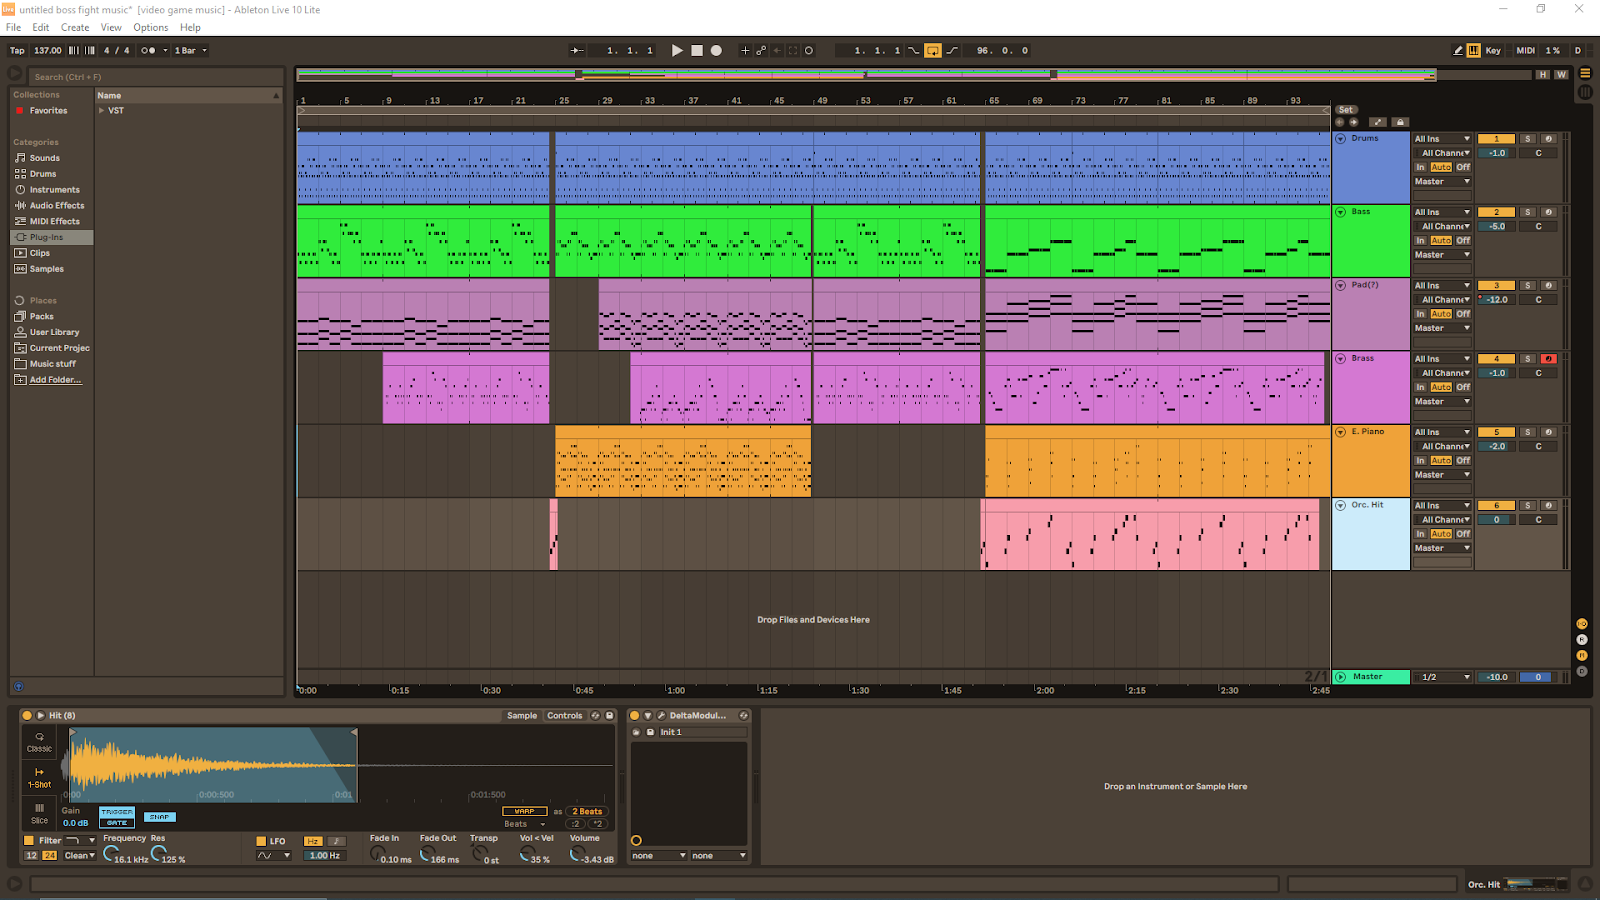 untitled boss fight music* [video game music] - Ableton Live 10 Lite
File Edit Create View Options Help
Tap 137.00 4 / 4 1 Bar 1. 1. 1 1. 1. 1 96. 0. 0 Key MIDI 1 % D
Search (Ctrl + F)
H W
Collections
Favorites
Name
VST
Categories
Sounds
Drums
Instruments
Audio Effects
MIDI Effects
Plug-Ins
Clips
Samples
Places
Packs
User Library
Current Projec
Music stuff
Add Folder...
1 5 9 13 17 21 25 29 33 37 41 45 49 53 57 61 65 69 73 77 81 85 89 93
Set
Drums All Ins 1 S
All Channe -1.0 C
In Auto Off
Master
Bass All Ins 2 S
All Channe -5.0 C
In Auto Off
Master
Pad(?) All Ins 3 S
All Channe -12.0 C
In Auto Off
Master
Brass All Ins 4 S
All Channe -1.0 C
In Auto Off
Master
E. Piano All Ins 5 S
All Channe -2.0 C
In Auto Off
Master
Orc. Hit All Ins 6 S
All Channe 0 C
In Auto Off
Master
Drop Files and Devices Here
2/1
Master 1/2 -10.0 0
0:00 0:15 0:30 0:45 1:00 1:15 1:30 1:45 2:00 2:15 2:30 2:45
R
D
Hit (8) Sample Controls
Classic
1-Shot
Slice
0:00 0:00:500 0:01 0:01:500
Gain
0.0 dB
TRIGGER
GATE
SNAP
WARP as 2 Beats
Beats :2 *2
Filter Frequency Res LFO Hz Fade In Fade Out Transp Vol < Vel Volume
12 24 Clean 16.1 kHz 125 % 1.00 Hz 0.10 ms 166 ms 0 st 35 % -3.43 dB
DeltaModul...
Init 1
none none
Drop an Instrument or Sample Here
Orc. Hit